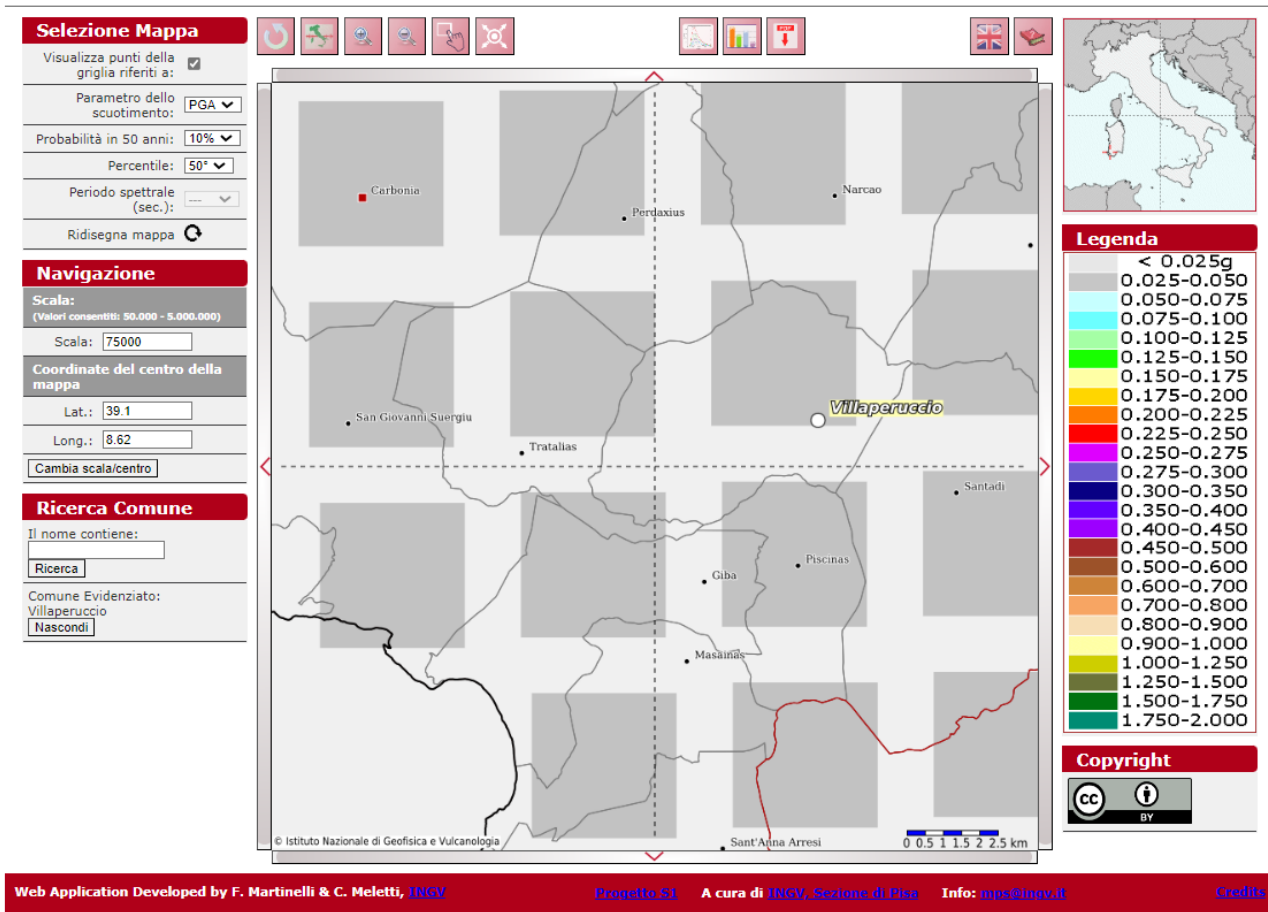 Selezione Mappa
Visualizza punti della
griglia riferiti a:
Parametro dello
scuotimento: PGA
Probabilità in 50 anni: 10%
Percentile: 50°
Periodo spettrale
(sec.): ---
Ridisegna mappa
Navigazione
Scala:
(Valori consentiti: 50.000 - 5.000.000)
Scala: 75000
Coordinate del centro della
mappa
Lat.: 39.1
Long.: 8.62
Cambia scala/centro
Ricerca Comune
Il nome contiene:
Ricerca
Comune Evidenziato:
Villaperuccio
Nascondi
Carbonia
Perdaxius
Narcao
Villaperuccio
San Giovanni Suergiu
Tratalias
Santadi
Piscinas
Giba
Masainas
Sant'Anna Arresi
© Istituto Nazionale di Geofisica e Vulcanologia
0 0.5 1 1.5 2 2.5 km
Legenda
< 0.025g
0.025-0.050
0.050-0.075
0.075-0.100
0.100-0.125
0.125-0.150
0.150-0.175
0.175-0.200
0.200-0.225
0.225-0.250
0.250-0.275
0.275-0.300
0.300-0.350
0.350-0.400
0.400-0.450
0.450-0.500
0.500-0.600
0.600-0.700
0.700-0.800
0.800-0.900
0.900-1.000
1.000-1.250
1.250-1.500
1.500-1.750
1.750-2.000
Copyright
cc
BY
Web Application Developed by F. Martinelli & C. Meletti, INGV
Progetto S1 A cura di INGV, Sezione di Pisa Info: mps@ingv.it
Credits